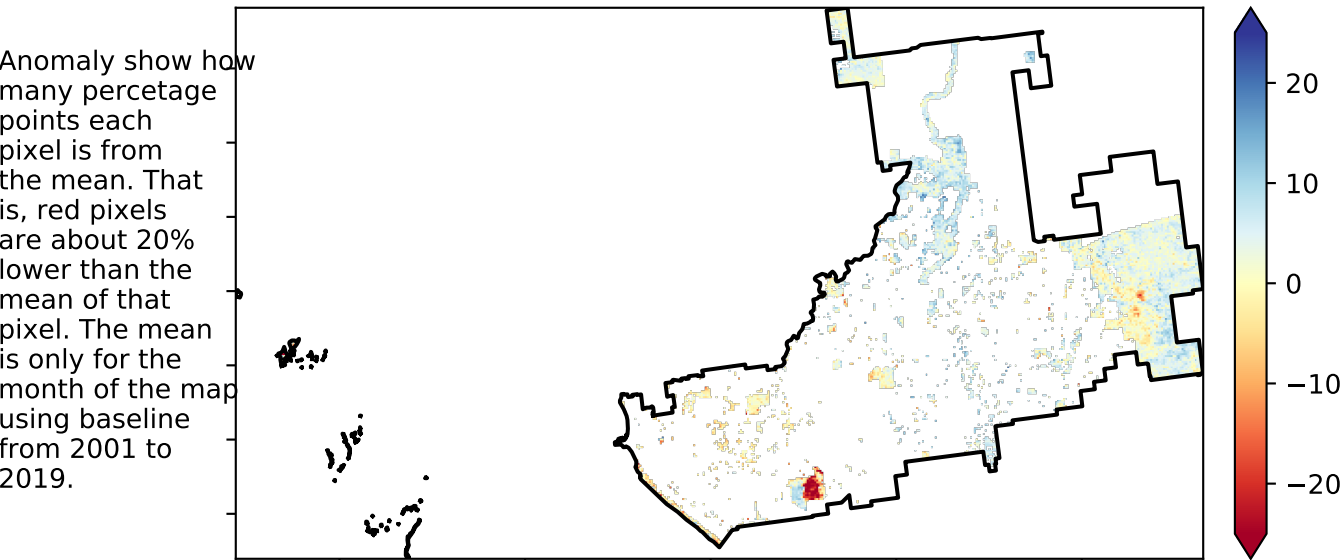 Anomaly show how
many percetage
points each
pixel is from
the mean. That
is, red pixels
are about 20%
lower than the
mean of that
pixel. The mean
is only for the
month of the map
using baseline
from 2001 to
2019.
20
10
0
−10
−20